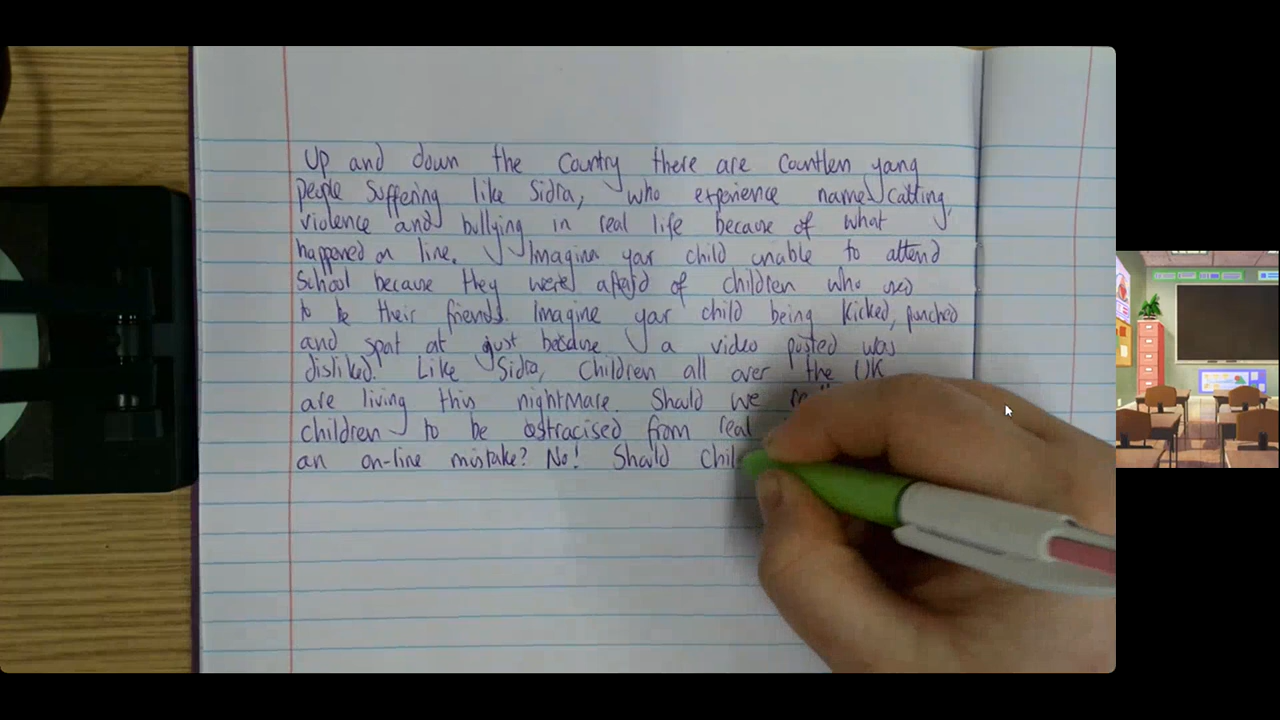 Up and down the Country there are Countless young
people Suffering like Sidra, who experience name calling,
violence and bullying in real life because of what
happened on line. Imagine your child unable to attend
School because they were afraid of children who used
to be their friends. Imagine your child being kicked, punched
and spat at just because a video posted was
disliked. Like Sidra, Children all over the UK
are living this nightmare. Should we
children to be ostracised from real
an on-line mistake? No! Should